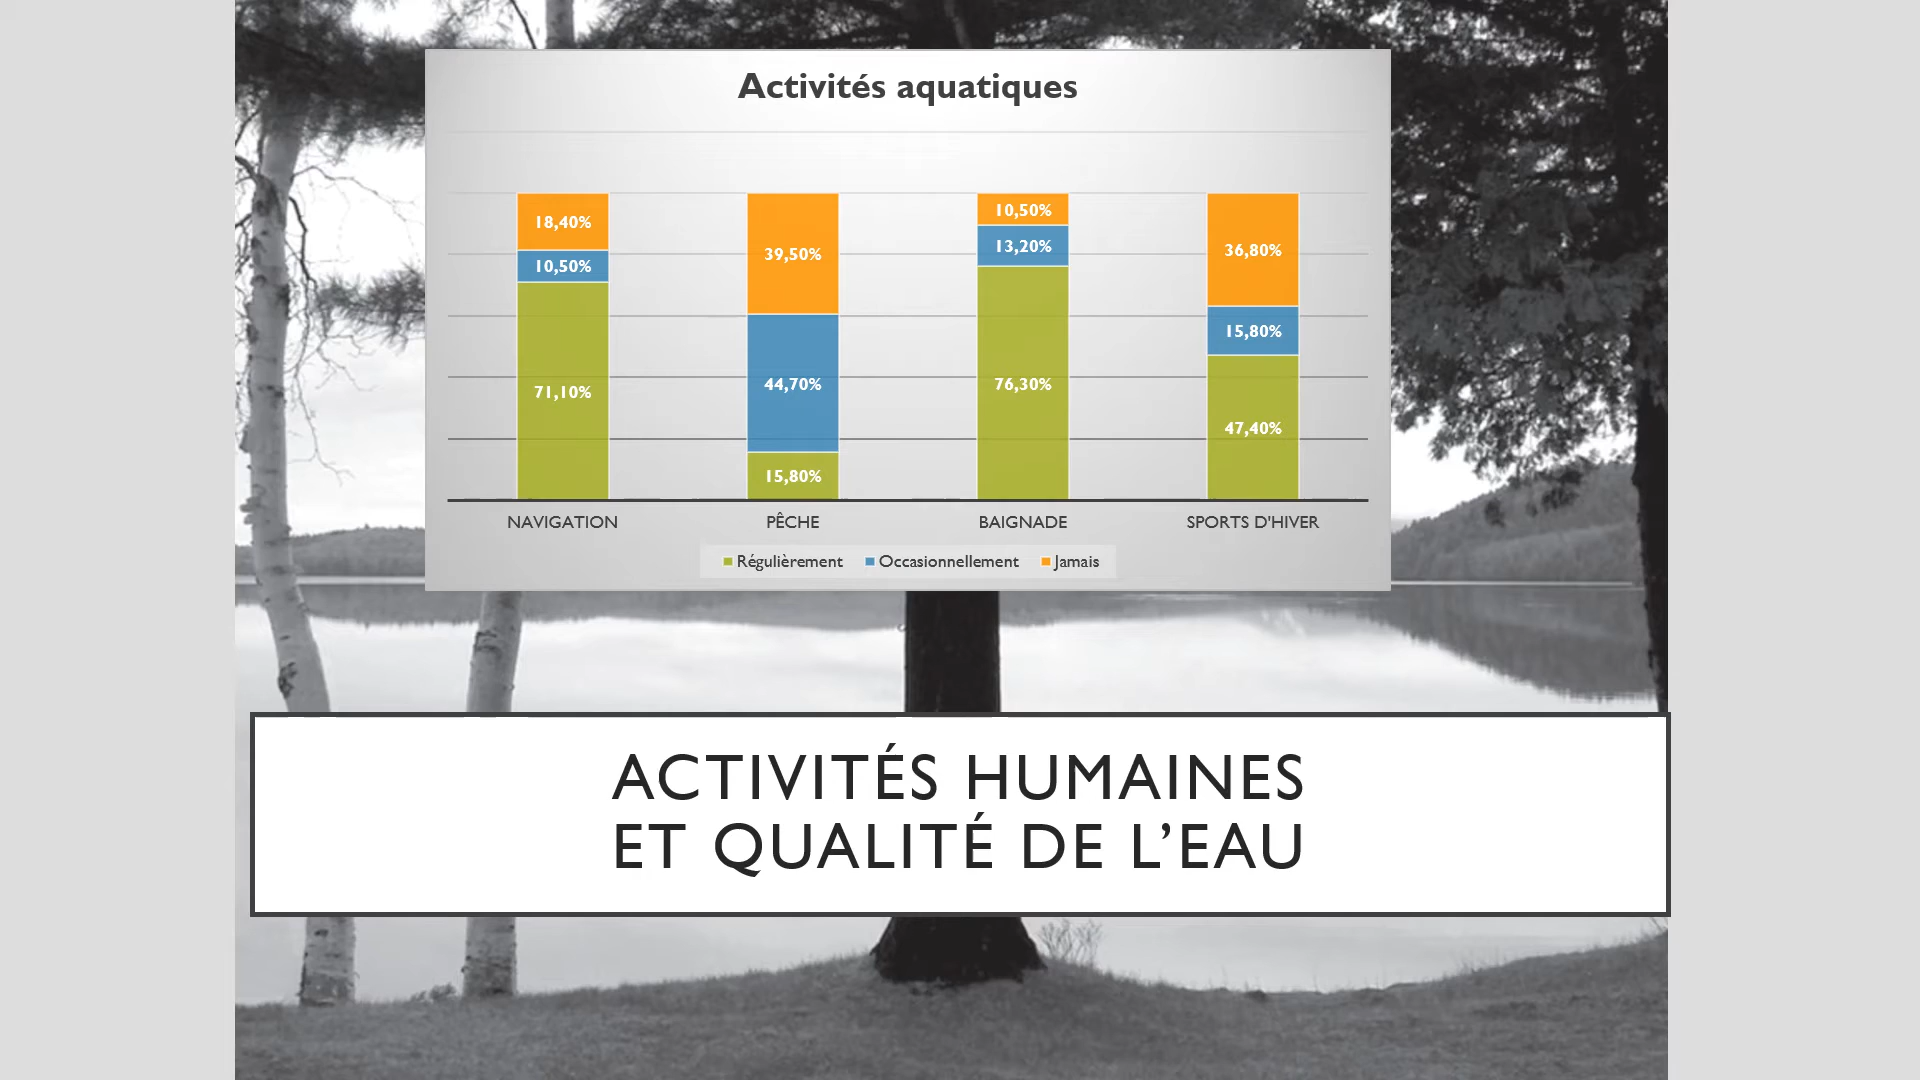 Activités aquatiques
18,40%
10,50%
71,10%
39,50%
44,70%
15,80%
10,50%
13,20%
76,30%
36,80%
15,80%
47,40%
NAVIGATION
PÊCHE
BAIGNADE
SPORTS D'HIVER
Régulièrement Occasionnellement Jamais
ACTIVITÉS HUMAINES
ET QUALITÉ DE L’EAU